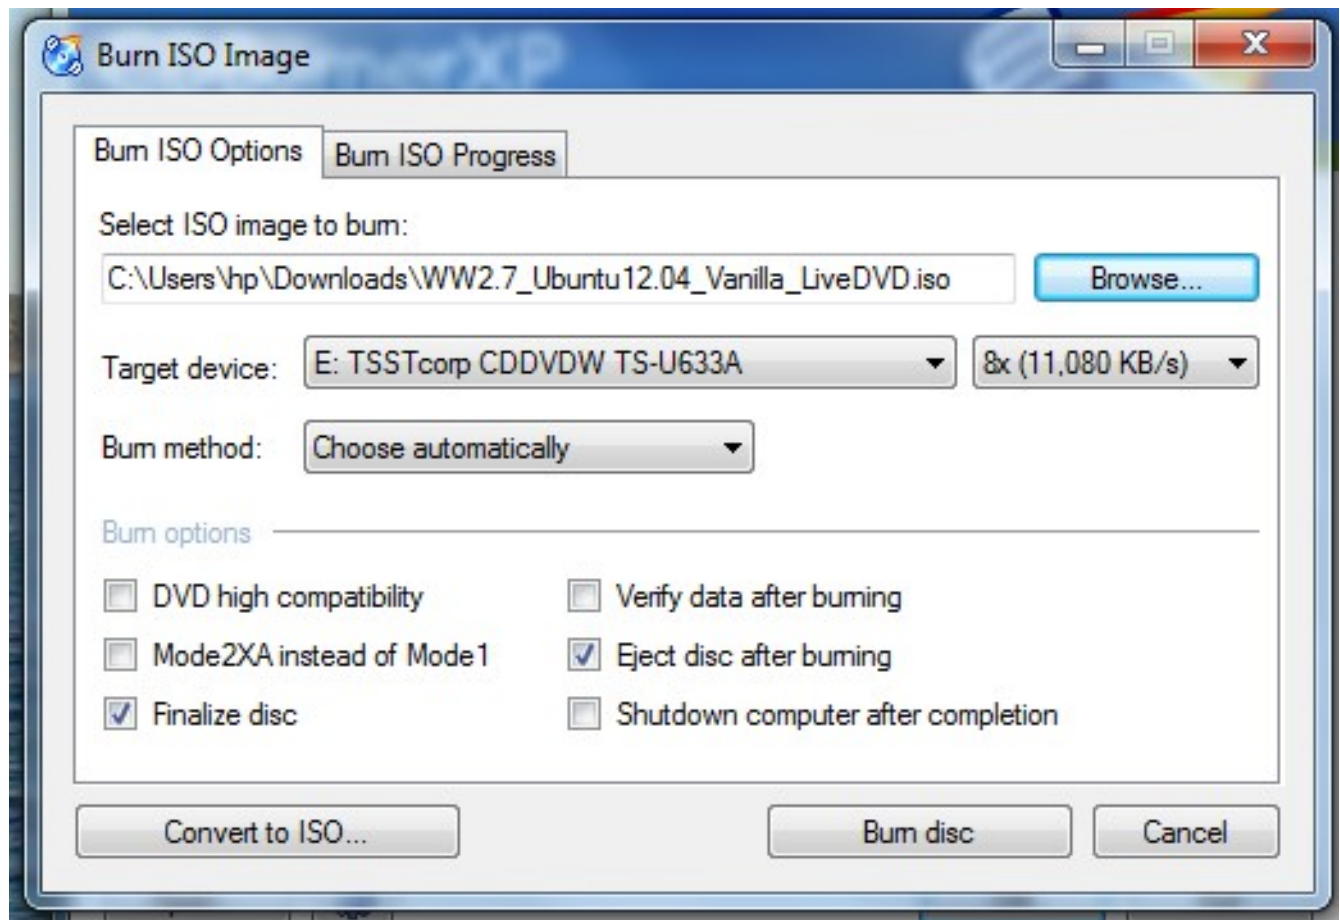 Burn ISO Image
Burn ISO Options
Burn ISO Progress
Select ISO image to burn:
C:\Users\hp\Downloads\WW2.7_Ubuntu12.04_Vanilla_LiveDVD.iso
Browse...
Target device:
E: TSSTcorp CDDVDW TS-U633A
8x (11,080 KB/s)
Burn method:
Choose automatically
Burn options
DVD high compatibility
Verify data after burning
Mode2XA instead of Mode1
Eject disc after burning
Finalize disc
Shutdown computer after completion
Convert to ISO...
Burn disc
Cancel